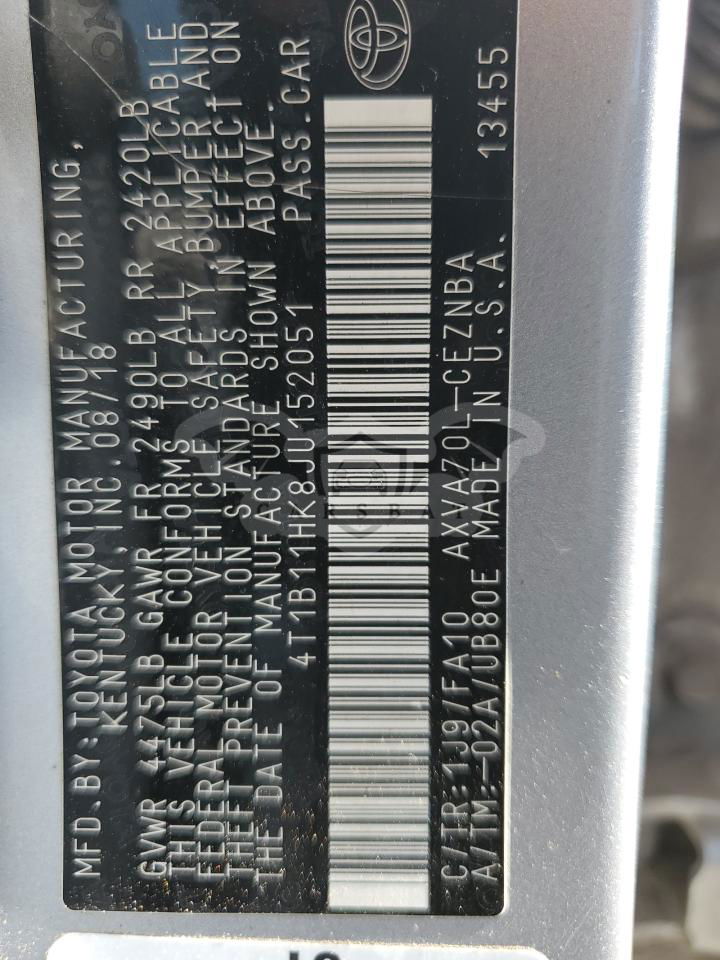 MFD.BY:TOYOTA MOTOR MANUFACTURING,
KENTUCKY, INC. 08/18
GVWR 4475LB GAWR FR 2490LB RR 2420LB
THIS VEHICLE CONFORMS TO ALL APPLICABLE
FEDERAL MOTOR VEHICLE SAFETY, BUMPER, AND
THEFT PREVENTION STANDARDS IN EFFECT ON
THE DATE OF MANUFACTURE SHOWN ABOVE.
4T1B11HK8JU152051 PASS.CAR
C/TR:1J9/FA10 AXVA70L-CEZNBA
A/TM:-02A/UB80E MADE IN U.S.A. 13455
CARSBA